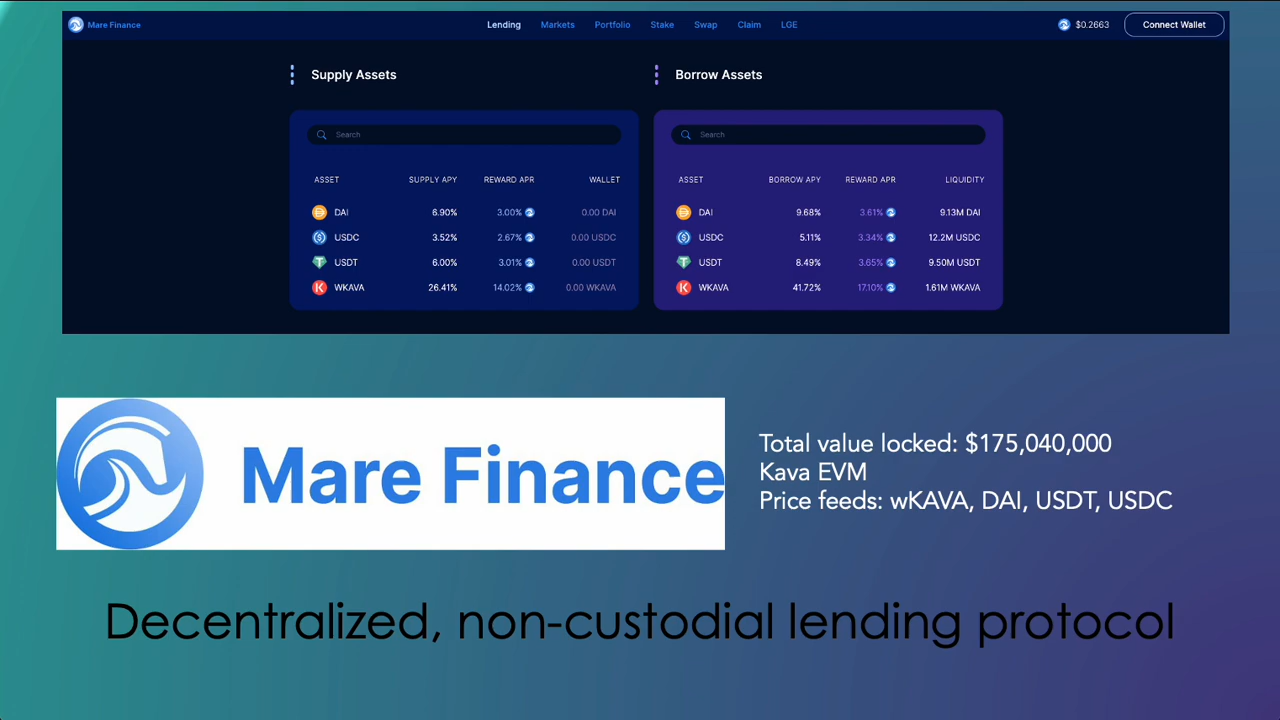 Mare Finance Lending Markets Portfolio Stake Swap Claim LGE $0.2663 Connect Wallet
Supply Assets
Search
ASSET SUPPLY APY REWARD APR WALLET
DAI 6.90% 3.00% 0.00 DAI
USDC 3.52% 2.67% 0.00 USDC
USDT 6.00% 3.01% 0.00 USDT
WKAVA 26.41% 14.02% 0.00 WKAVA
Borrow Assets
Search
ASSET BORROW APY REWARD APR LIQUIDITY
DAI 9.68% 3.61% 9.13M DAI
USDC 5.11% 3.34% 12.2M USDC
USDT 8.49% 3.65% 9.50M USDT
WKAVA 41.72% 17.10% 1.61M WKAVA
Mare Finance
Total value locked: $175,040,000
Kava EVM
Price feeds: wKAVA, DAI, USDT, USDC
Decentralized, non-custodial lending protocol